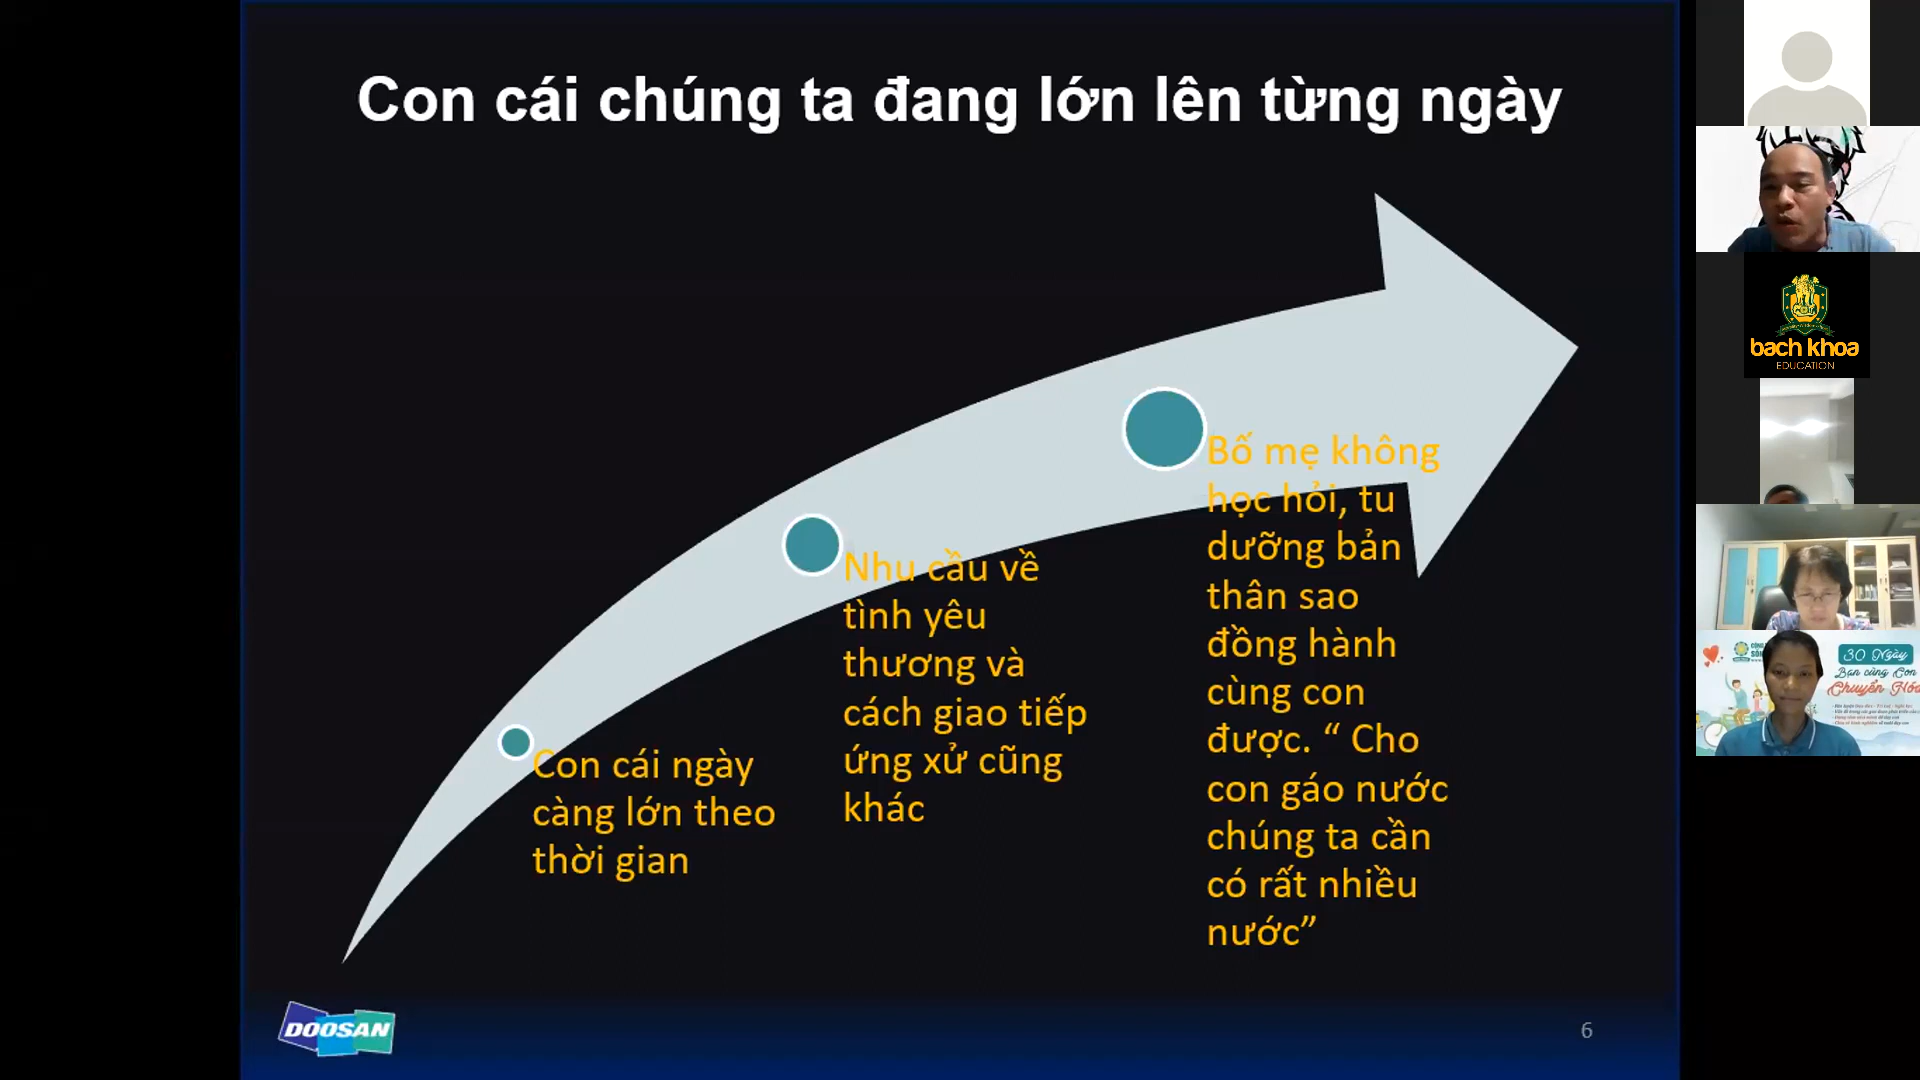 Con cái chúng ta đang lớn lên từng ngày
Con cái ngày
càng lớn theo
thời gian
Nhu cầu về
tình yêu
thương và
cách giao tiếp
ứng xử cũng
khác
Bố mẹ không
học hỏi, tu
dưỡng bản
thân sao
đồng hành
cùng con
được. “ Cho
con gáo nước
chúng ta cần
có rất nhiều
nước”
DOOSAN
6
bach khoa
EDUCATION
30 Ngày
Bạn cùng Con